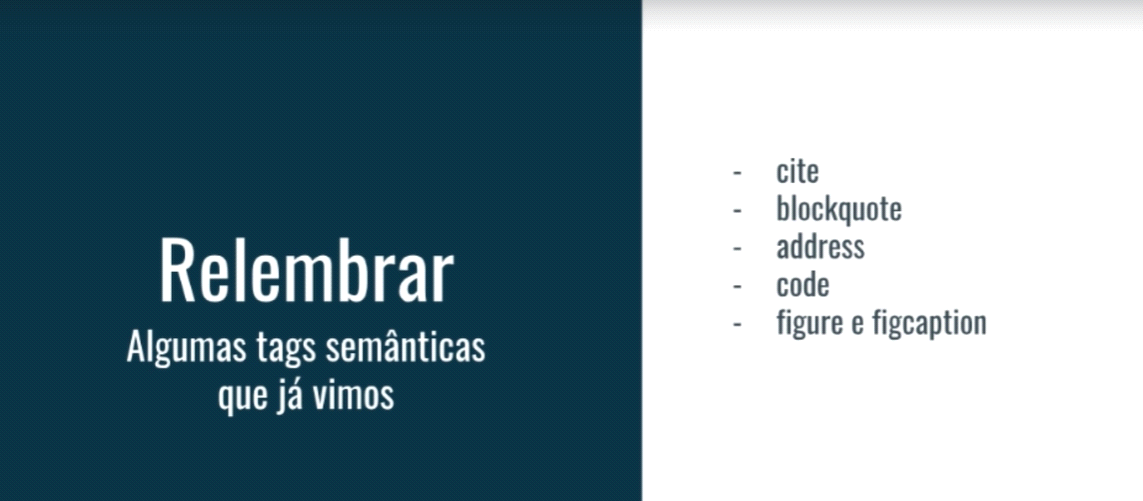 Relembrar
Algumas tags semânticas
que já vimos
- cite
- blockquote
- address
- code
- figure e figcaption